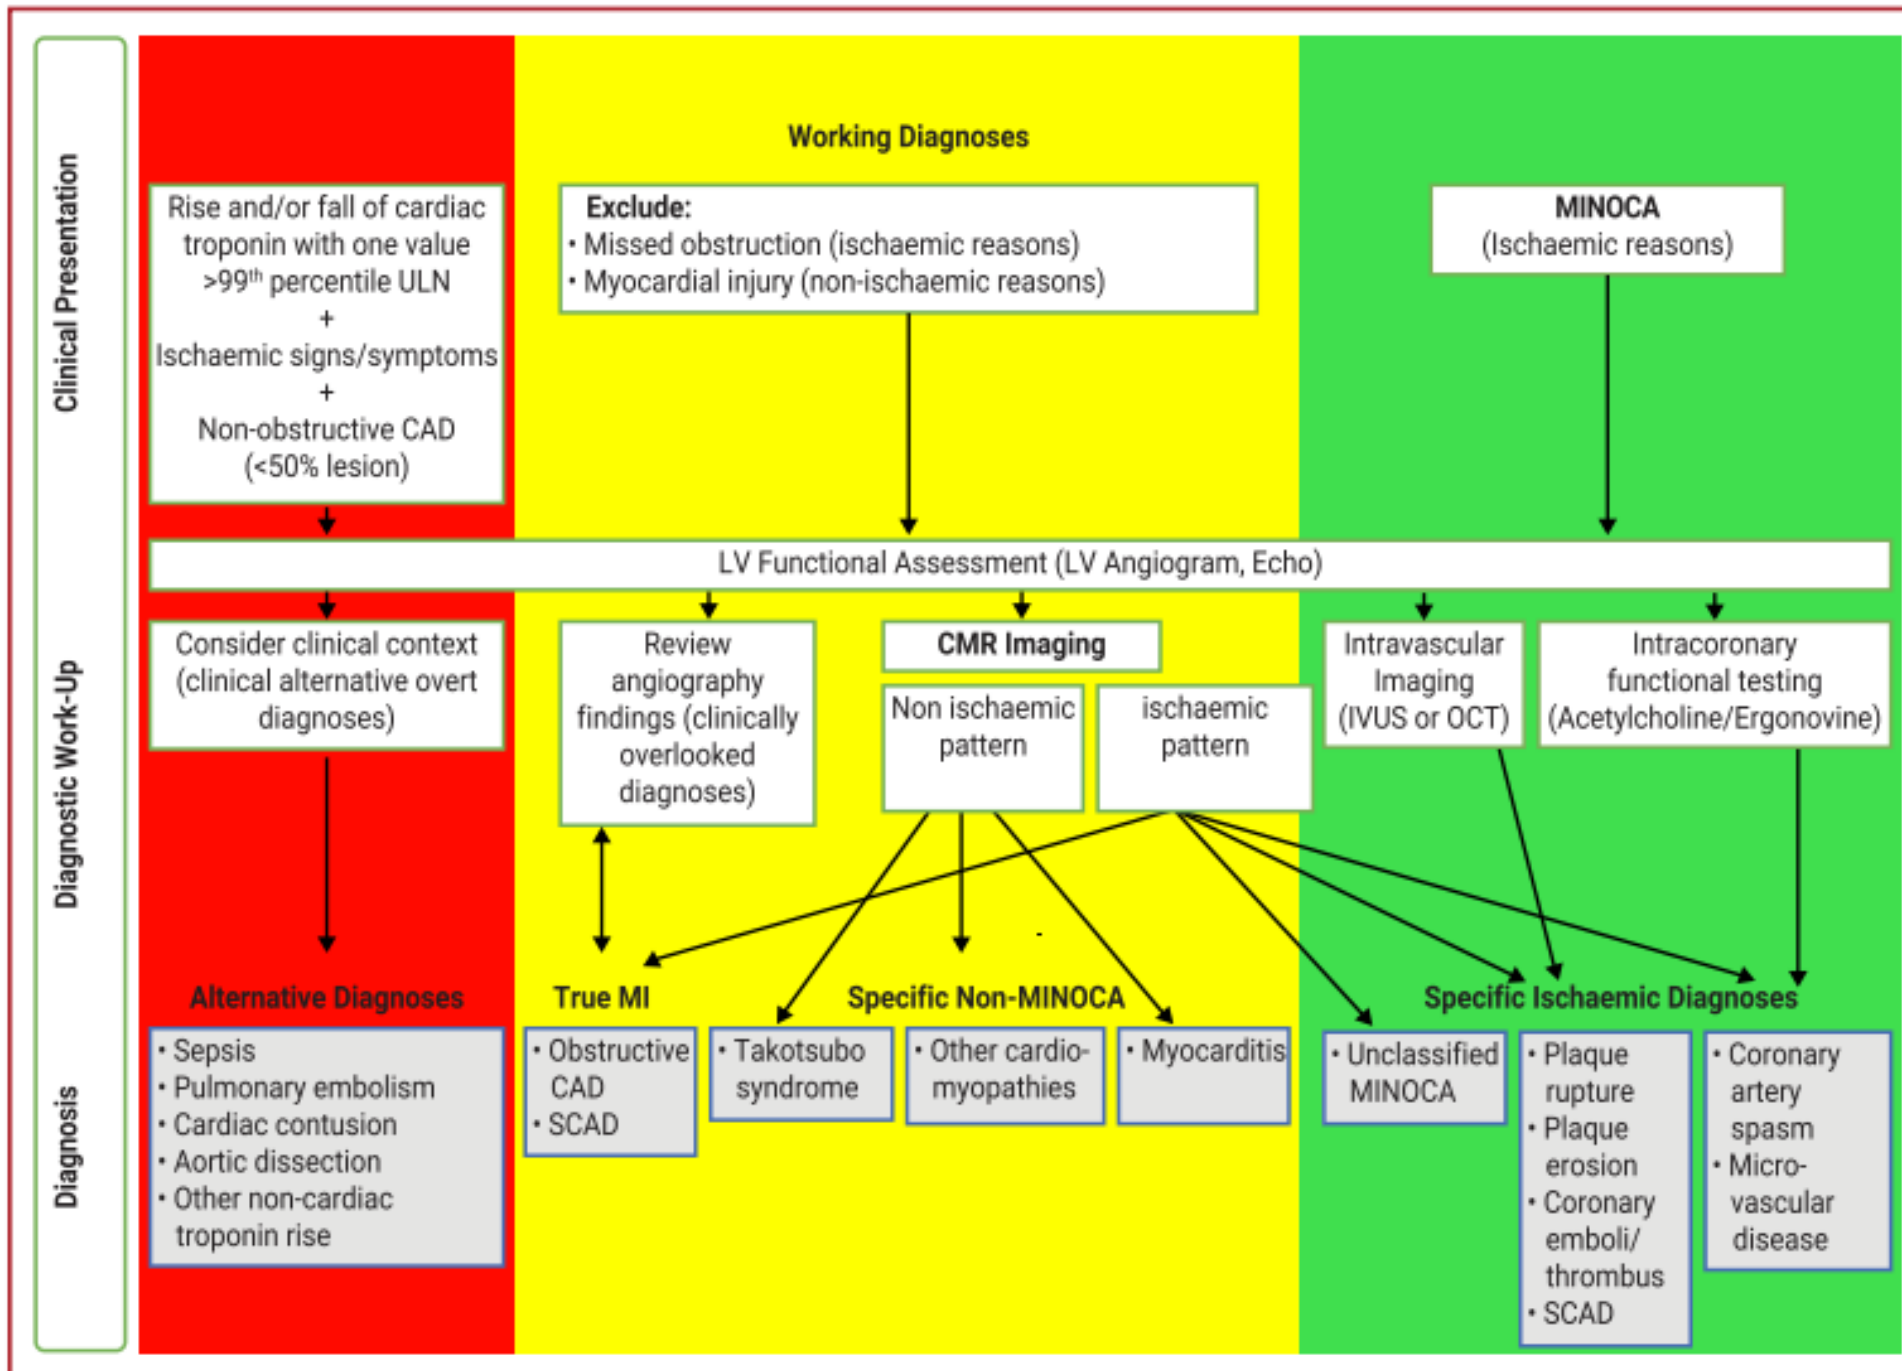 Clinical Presentation
Diagnostic Work-Up
Diagnosis
Working Diagnoses
Rise and/or fall of cardiac
troponin with one value
>99th percentile ULN
+
Ischaemic signs/symptoms
+
Non-obstructive CAD
(<50% lesion)
Exclude:
• Missed obstruction (ischaemic reasons)
• Myocardial injury (non-ischaemic reasons)
MINOCA
(Ischaemic reasons)
LV Functional Assessment (LV Angiogram, Echo)
Consider clinical context
(clinical alternative overt
diagnoses)
Review
angiography
findings (clinically
overlooked
diagnoses)
CMR Imaging
Non ischaemic
pattern
ischaemic
pattern
Intravascular
Imaging
(IVUS or OCT)
Intracoronary
functional testing
(Acetylcholine/Ergonovine)
Alternative Diagnoses
• Sepsis
• Pulmonary embolism
• Cardiac contusion
• Aortic dissection
• Other non-cardiac
troponin rise
True MI
• Obstructive
CAD
• SCAD
Specific Non-MINOCA
• Takotsubo
syndrome
• Other cardio-
myopathies
• Myocarditis
Specific Ischaemic Diagnoses
• Unclassified
MINOCA
• Plaque
rupture
• Plaque
erosion
• Coronary
emboli/
thrombus
• SCAD
• Coronary
artery
spasm
• Micro-
vascular
disease